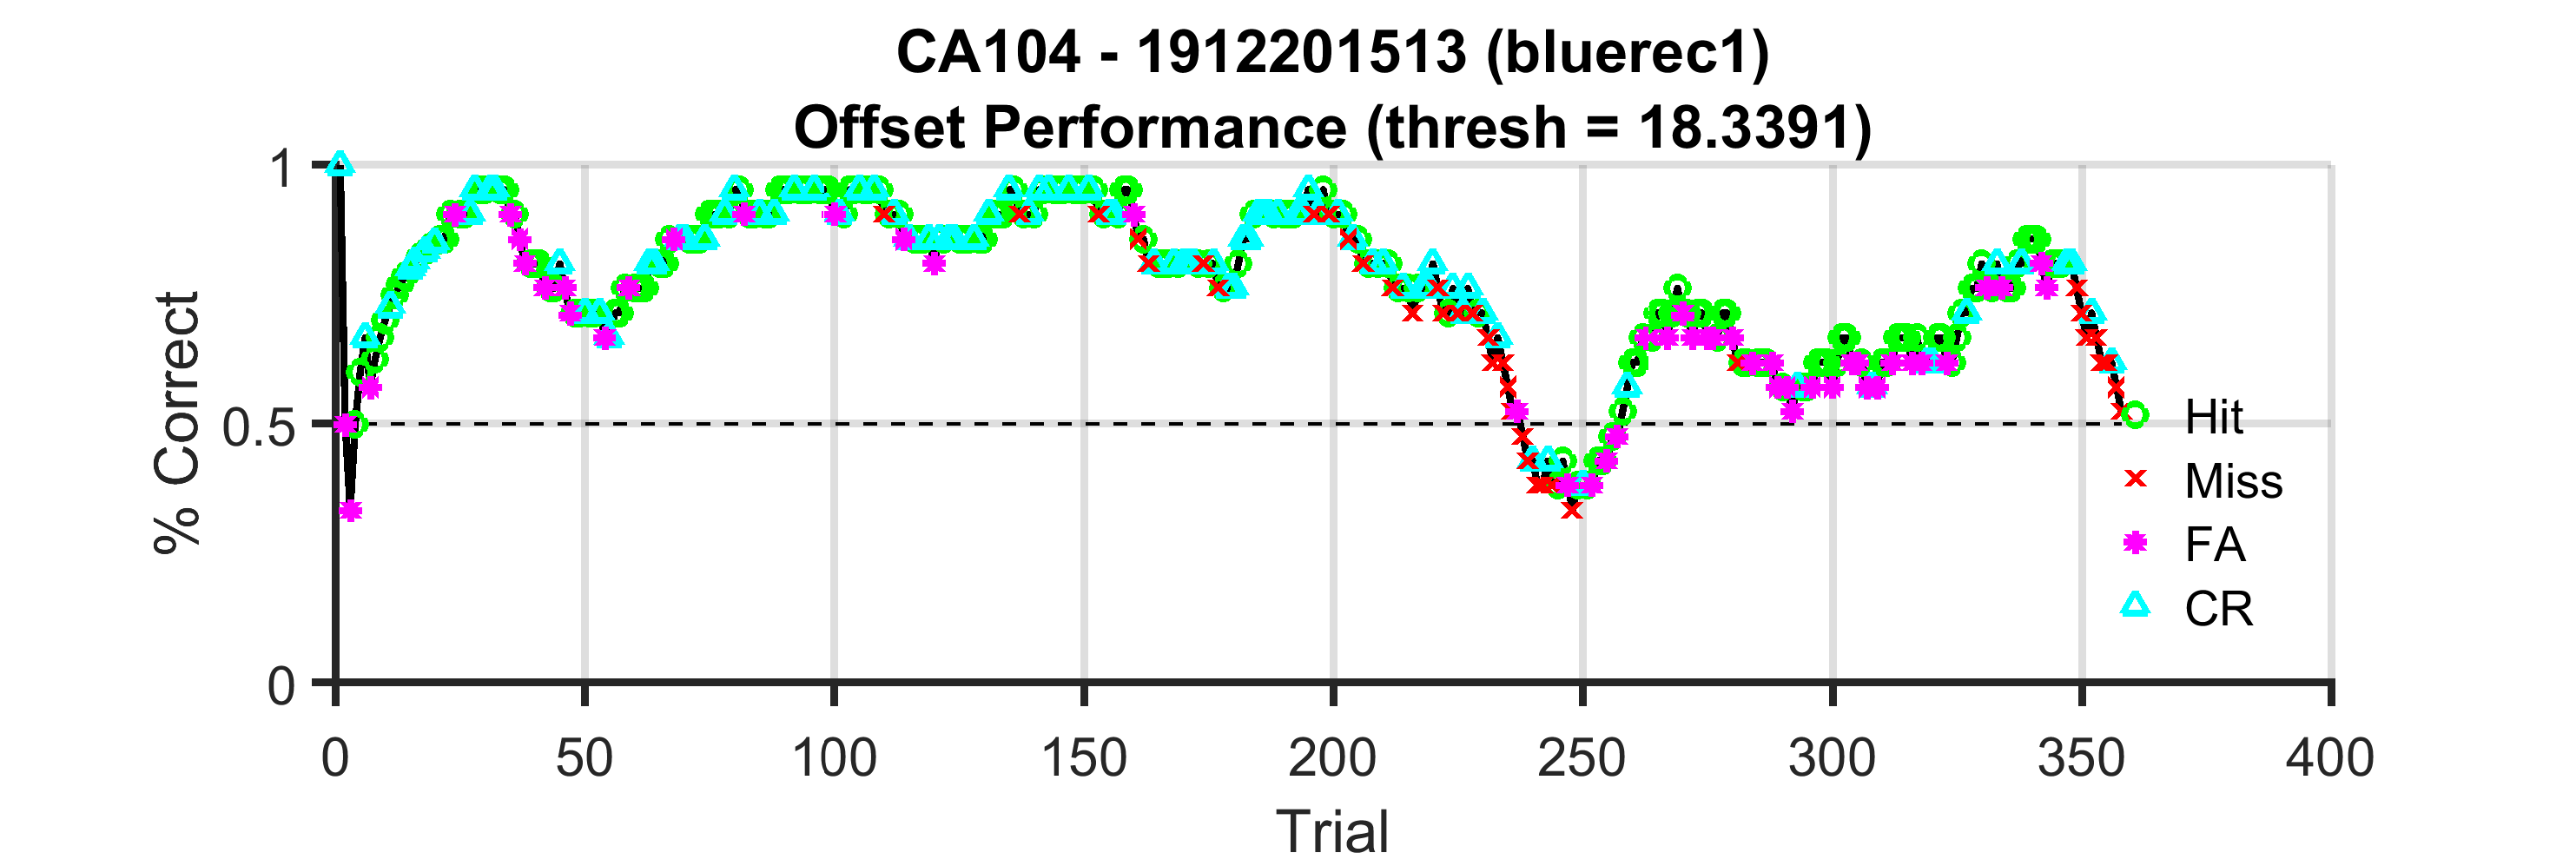 CA104 - 1912201513 (bluerec1)
Offset Performance (thresh = 18.3391)
% Correct
1
0.5
0
0 50 100 150 200 250 300 350 400
Trial
Hit
Miss
FA
CR